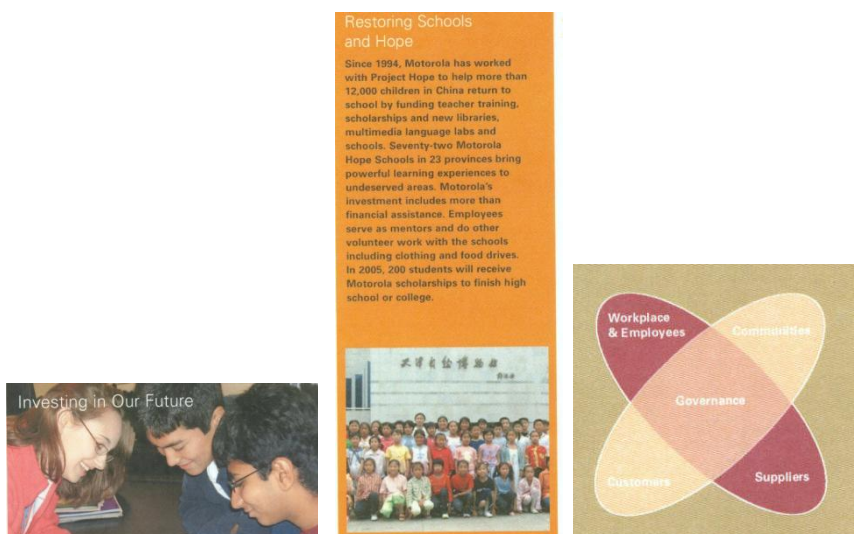 Investing in Our Future
Restoring Schools
and Hope
Since 1994, Motorola has worked
with Project Hope to help more than
12,000 children in China return to
school by funding teacher training,
scholarships and new libraries,
multimedia language labs and
schools. Seventy-two Motorola
Hope Schools in 23 provinces bring
powerful learning experiences to
undeserved areas. Motorola's
investment includes more than
financial assistance. Employees
serve as mentors and do other
volunteer work with the schools
including clothing and food drives.
In 2005, 200 students will receive
Motorola scholarships to finish high
school or college.
Workplace
& Employees
Communities
Governance
Customers
Suppliers